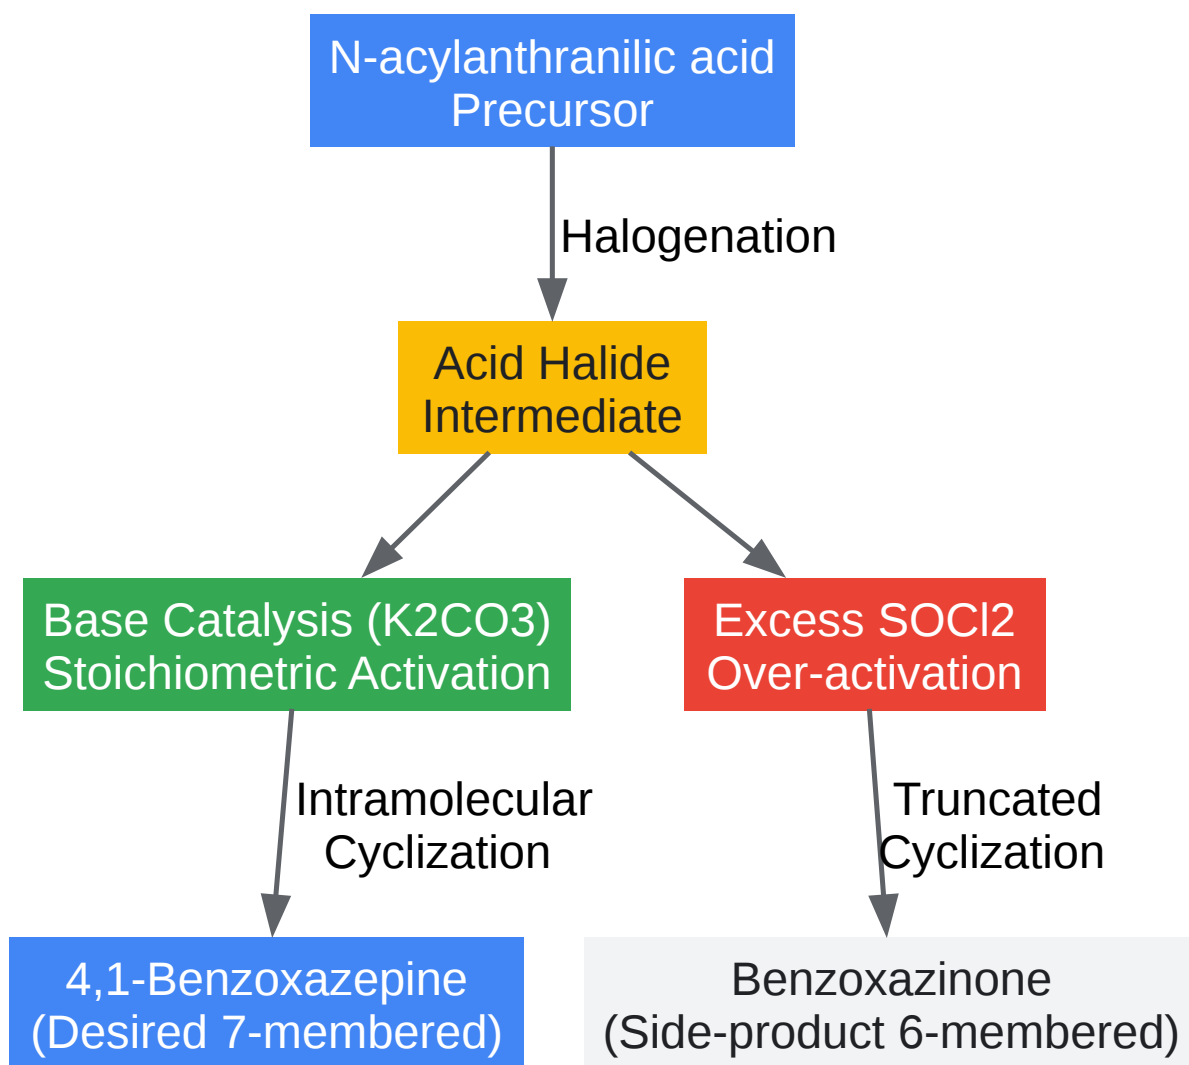 N-acylanthranilic acid
Precursor
Halogenation
Acid Halide
Intermediate
Base Catalysis (K2CO3)
Stoichiometric Activation
Excess SOCl2
Over-activation
Intramolecular
Cyclization
Truncated
Cyclization
4,1-Benzoxazepine
(Desired 7-membered)
Benzoxazinone
(Side-product 6-membered)